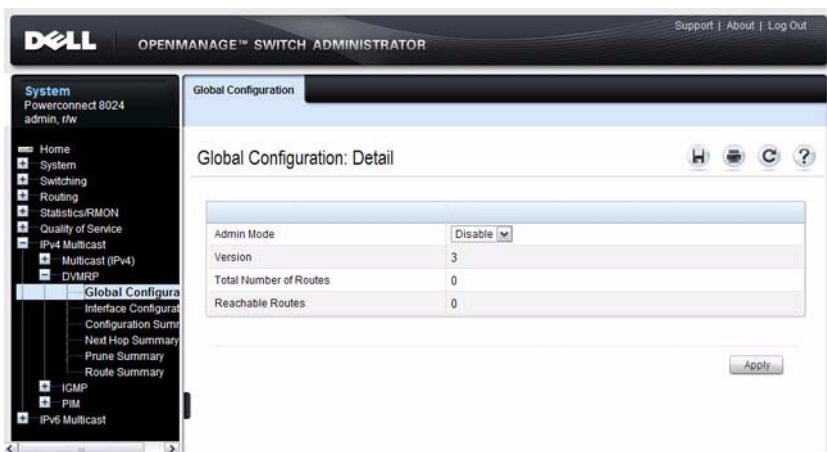 Support | About | Log Out
DELL OPENMANAGE™ SWITCH ADMINISTRATOR
System
Powerconnect 8024
admin, r/w
Home
System
Switching
Routing
Statistics/RMON
Quality of Service
IPv4 Multicast
Multicast (IPv4)
DVMRP
Global Configura
Interface Configurat
Configuration Summ
Next Hop Summary
Prune Summary
Route Summary
IGMP
PIM
IPv6 Multicast
Global Configuration
Global Configuration: Detail
Admin Mode Disable
Version 3
Total Number of Routes 0
Reachable Routes 0
Apply